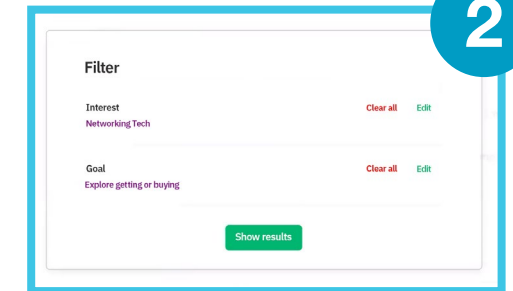 2
Filter
Interest Clear all Edit
Networking Tech
Goal Clear all Edit
Explore getting or buying
Show results